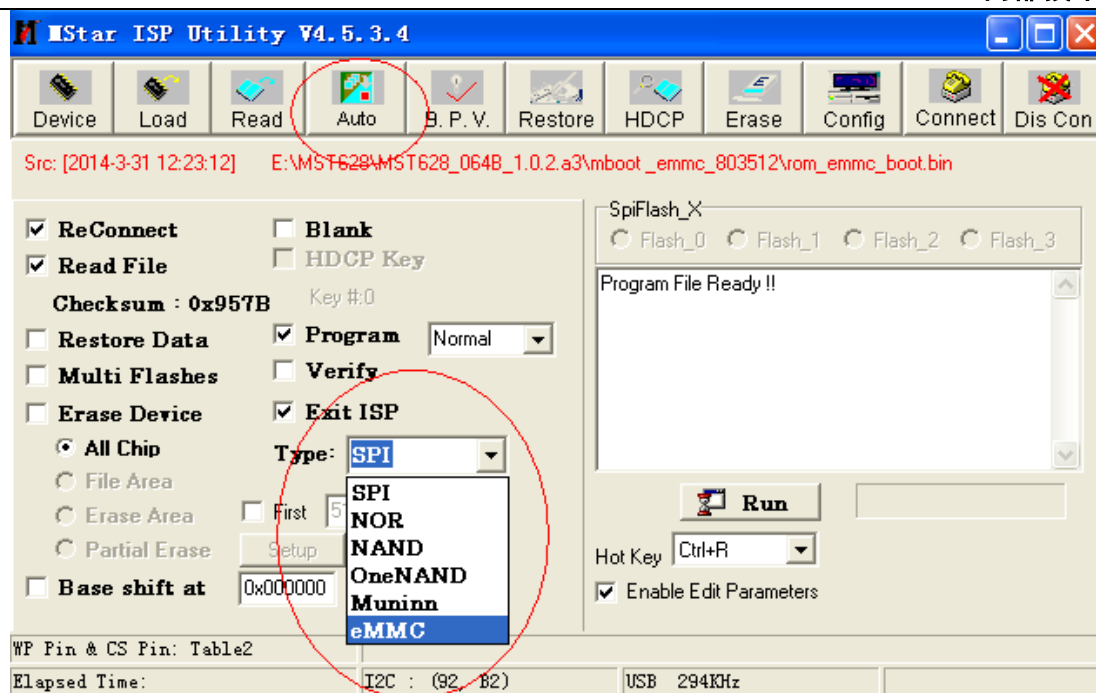 MStar ISP Utility V4.5.3.4
Device Load Read Auto B.P.V. Restore HDCP Erase Config Connect Dis Con
Src: [2014-3-31 12:23:12] E:\MST628\MST628_064B_1.0.2.a3\mboot _emmc_803512\rom_emmc_boot.bin
ReConnect
Blank
Read File
HDCP Key
Checksum : 0x957B
Key #:0
Restore Data
Program
Normal
Multi Flashes
Verify
Erase Device
Exit ISP
All Chip
Type:
SPI
File Area
Erase Area
First
Partial Erase
Setup
Base shift at
0x000000
SPI
NOR
NAND
OneNAND
Muninn
eMMC
SpiFlash_X
Flash_0 Flash_1 Flash_2 Flash_3
Program File Ready !!
Run
Hot Key
Ctrl+R
Enable Edit Parameters
WP Pin & CS Pin: Table2
Elapsed Time:
I2C : (92, B2)
USB 294KHz